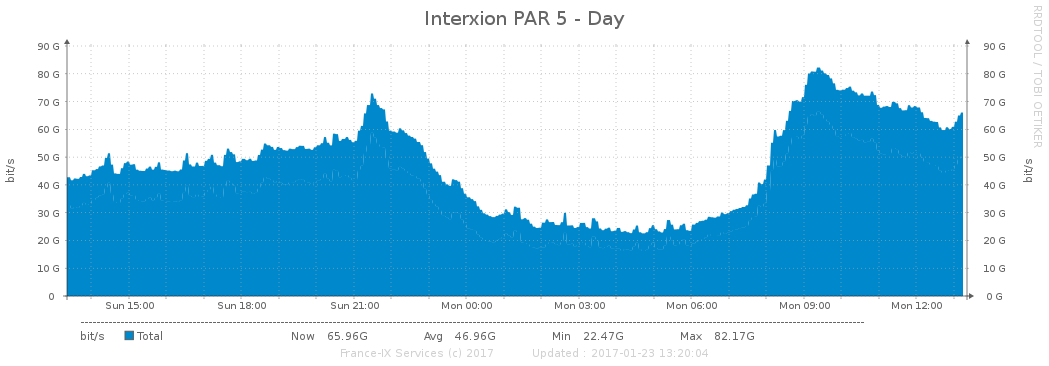 Interxion PAR 5 - Day
RRDTOOL / TOBI OETIKER
bit/s
90 G 90 G
80 G 80 G
70 G 70 G
60 G 60 G
50 G 50 G
40 G 40 G
30 G 30 G
20 G 20 G
10 G 10 G
0 0 G
bit/s
Sun 15:00 Sun 18:00 Sun 21:00 Mon 00:00 Mon 03:00 Mon 06:00 Mon 09:00 Mon 12:00
bit/s Total Now 65.96G Avg 46.96G Min 22.47G Max 82.17G
France-IX Services (c) 2017 Updated : 2017-01-23 13:20:04